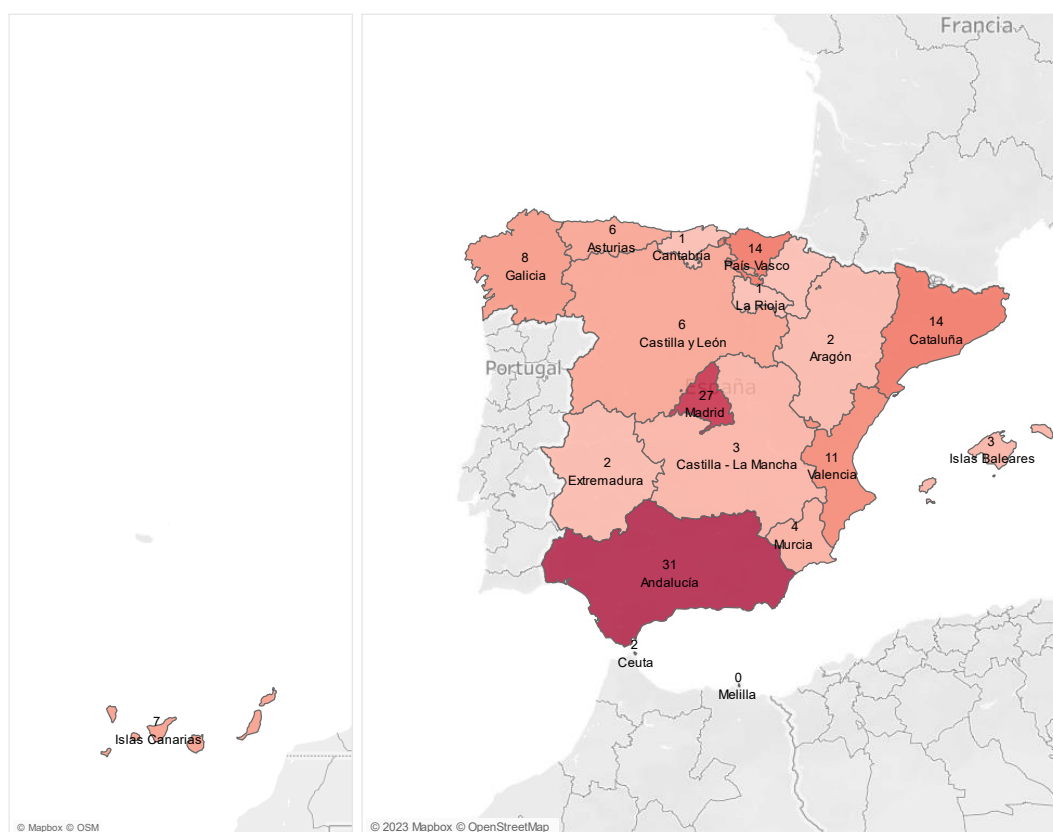 Francia
6
Asturias
1
Cantabria
14
País Vasco
8
Galicia
1
La Rioja
6
Castilla y León
2
Aragón
14
Cataluña
Portugal
España
27
Madrid
3
Castilla - La Mancha
11
Valencia
3
Islas Baleares
2
Extremadura
4
Murcia
31
Andalucía
2
Ceuta
0
Melilla
7
Islas Canarias
© Mapbox © OSM
© 2023 Mapbox © OpenStreetMap